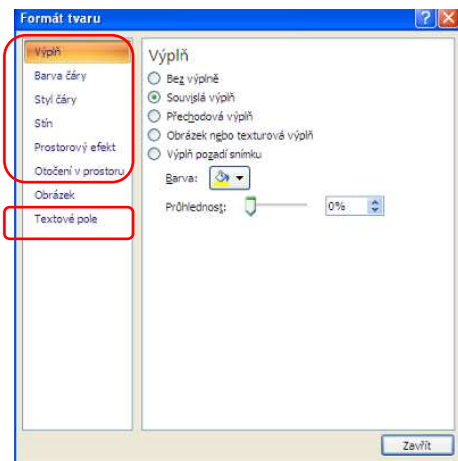 Formát tvaru
Výplň
Barva čáry
Styl čáry
Stín
Prostorový efekt
Otočení v prostoru
Obrázek
Textové pole
Výplň
Bez výplně
Souvislá výplň
Přechodová výplň
Obrázek nebo texturová výplň
Výplň pozadí snímku
Barva:
Průhlednost:
0%
Zavřít